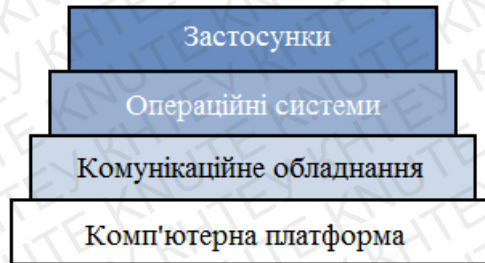 Застосунки
Операційні системи
Комунікаційне обладнання
Комп'ютерна платформа